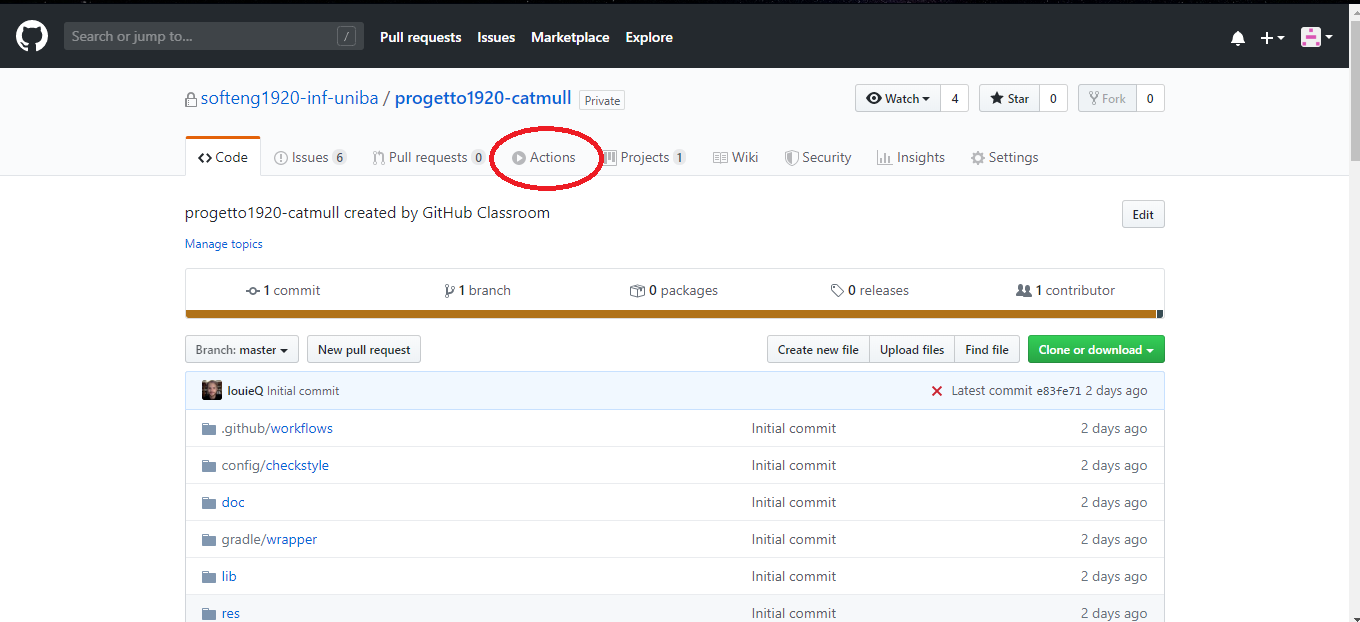 Search or jump to... / Pull requests Issues Marketplace Explore
softeng1920-inf-uniba / progetto1920-catmull Private Watch 4 Star 0 Fork 0
Code Issues 6 Pull requests 0 Actions Projects 1 Wiki Security Insights Settings
progetto1920-catmull created by GitHub Classroom Edit
Manage topics
1 commit 1 branch 0 packages 0 releases 1 contributor
Branch: master New pull request Create new file Upload files Find file Clone or download
louieQ Initial commit Latest commit e83fe71 2 days ago
.github/workflows Initial commit 2 days ago
config/checkstyle Initial commit 2 days ago
doc Initial commit 2 days ago
gradle/wrapper Initial commit 2 days ago
lib Initial commit 2 days ago
res Initial commit 2 days ago